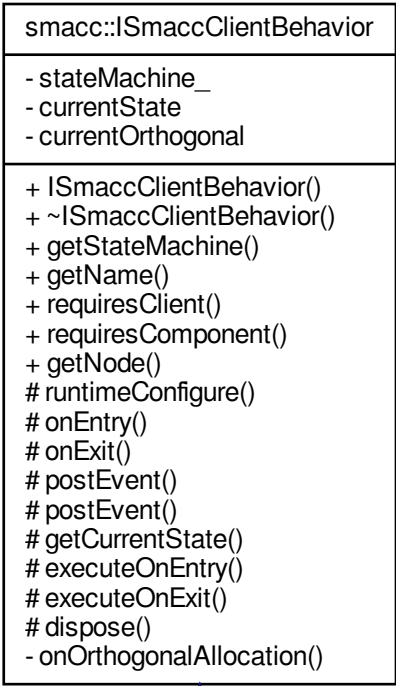 smacc::ISmaccClientBehavior
- stateMachine_
- currentState
- currentOrthogonal
+ ISmaccClientBehavior()
+ ~ISmaccClientBehavior()
+ getStateMachine()
+ getName()
+ requiresClient()
+ requiresComponent()
+ getNode()
# runtimeConfigure()
# onEntry()
# onExit()
# postEvent()
# postEvent()
# getCurrentState()
# executeOnEntry()
# executeOnExit()
# dispose()
- onOrthogonalAllocation()